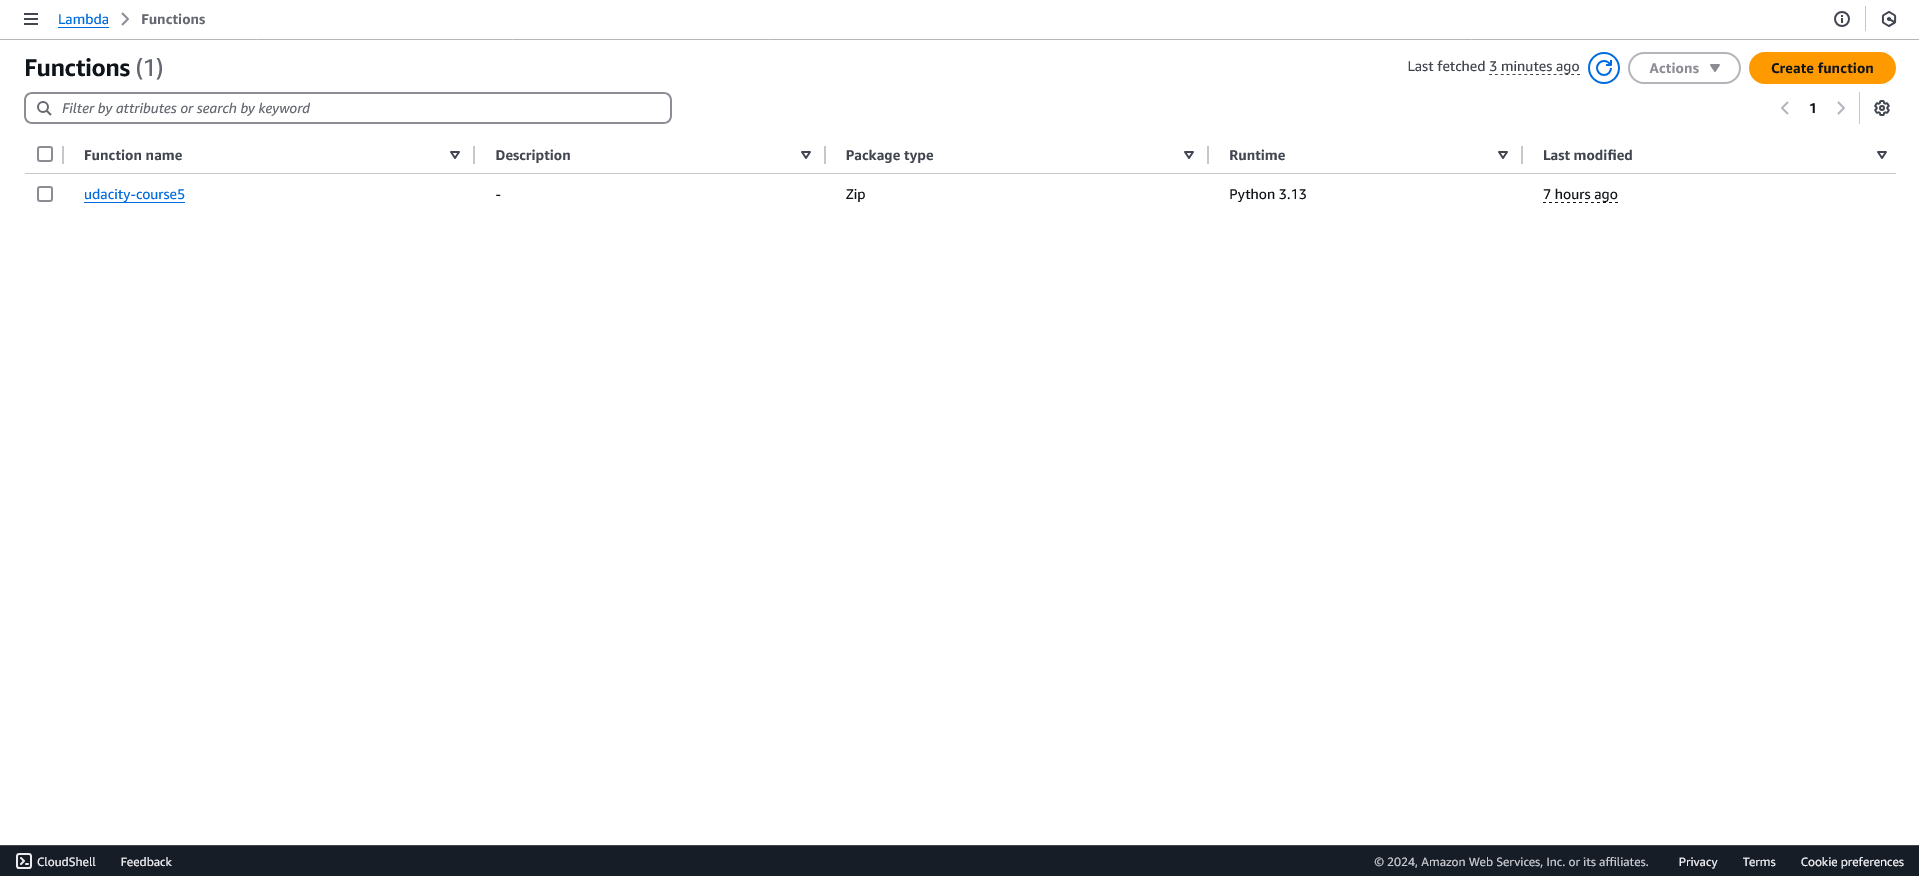 Lambda Functions
Functions (1)
Last fetched 3 minutes ago Actions Create function
Filter by attributes or search by keyword
1
Function name Description Package type Runtime Last modified
udacity-course5 - Zip Python 3.13 7 hours ago
CloudShell Feedback © 2024, Amazon Web Services, Inc. or its affiliates. Privacy Terms Cookie preferences